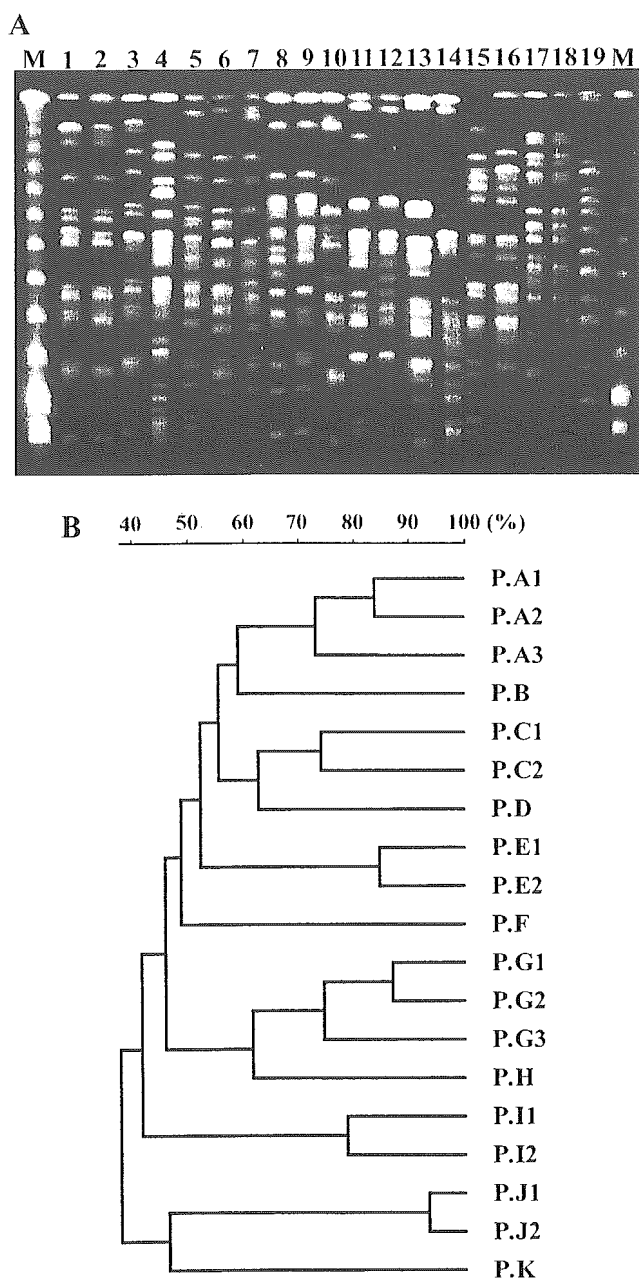 A
M 1 2 3 4 5 6 7 8 9 10 11 12 13 14 15 16 17 18 19 M
B 40 50 60 70 80 90 100 (%)
P.A1
P.A2
P.A3
P.B
P.C1
P.C2
P.D
P.E1
P.E2
P.F
P.G1
P.G2
P.G3
P.H
P.I1
P.I2
P.J1
P.J2
P.K